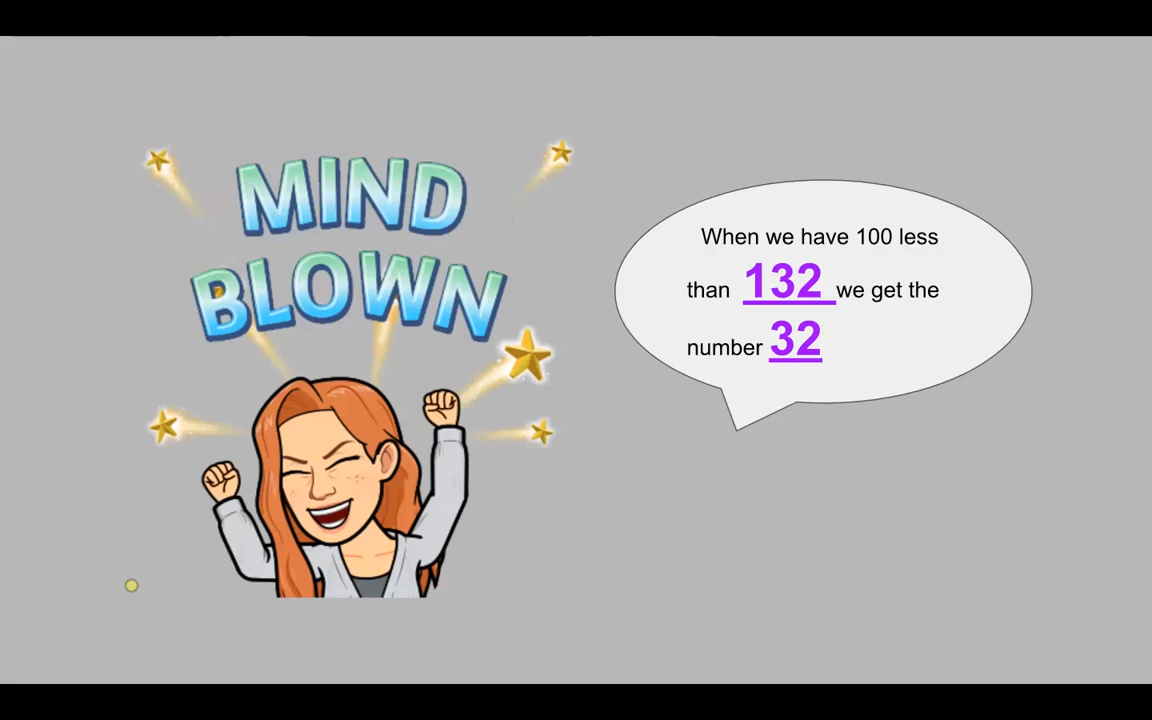 MIND
BLOWN
When we have 100 less
than 132 we get the
number 32